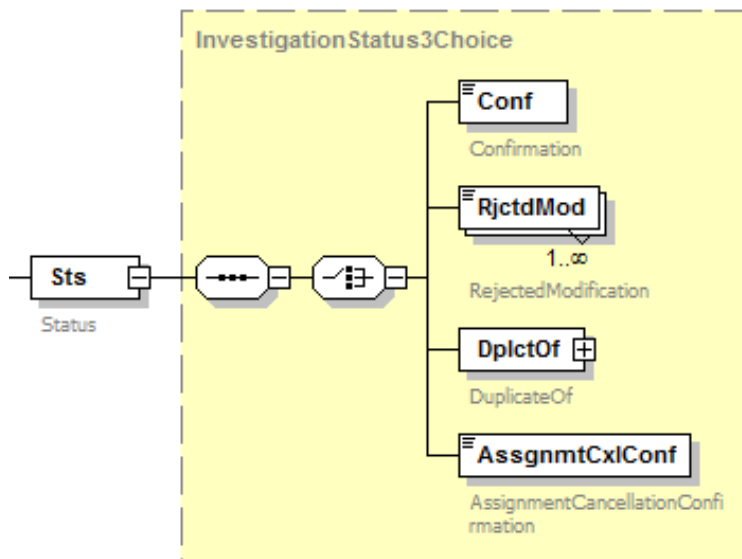 InvestigationStatus3Choice
Conf
Confirmation
RjctdMod
1..∞
RejectedModification
Sts
Status
DplctOf
DuplicateOf
AssgnmtCxlConf
AssignmentCancellationConfi
rmation